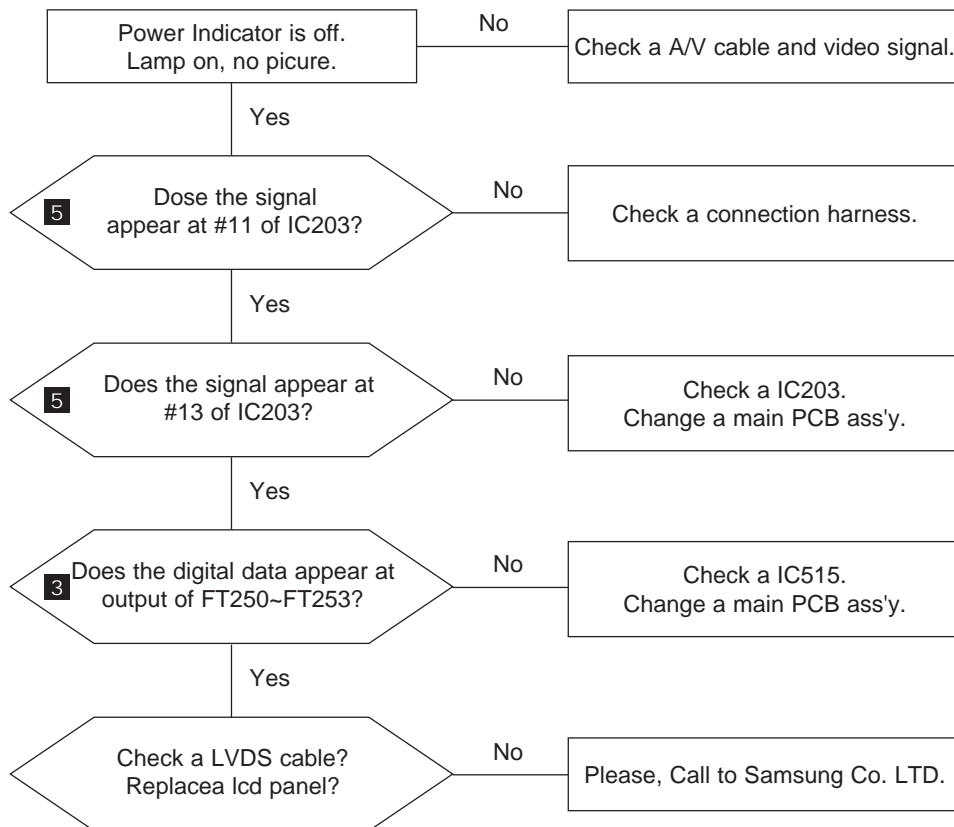 Power Indicator is off.
Lamp on, no picure.
No
Check a A/V cable and video signal.
Yes
5
Dose the signal
appear at #11 of IC203?
No
Check a connection harness.
Yes
5
Does the signal appear at
#13 of IC203?
No
Check a IC203.
Change a main PCB ass'y.
Yes
3
Does the digital data appear at
output of FT250~FT253?
No
Check a IC515.
Change a main PCB ass'y.
Yes
Check a LVDS cable?
Replacea lcd panel?
No
Please, Call to Samsung Co. LTD.